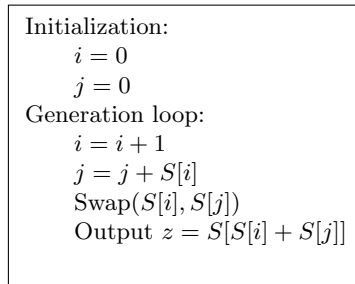 Initialization:
i = 0
j = 0
Generation loop:
i = i + 1
j = j + S[i]
Swap(S[i], S[j])
Output z = S[S[i] + S[j]]